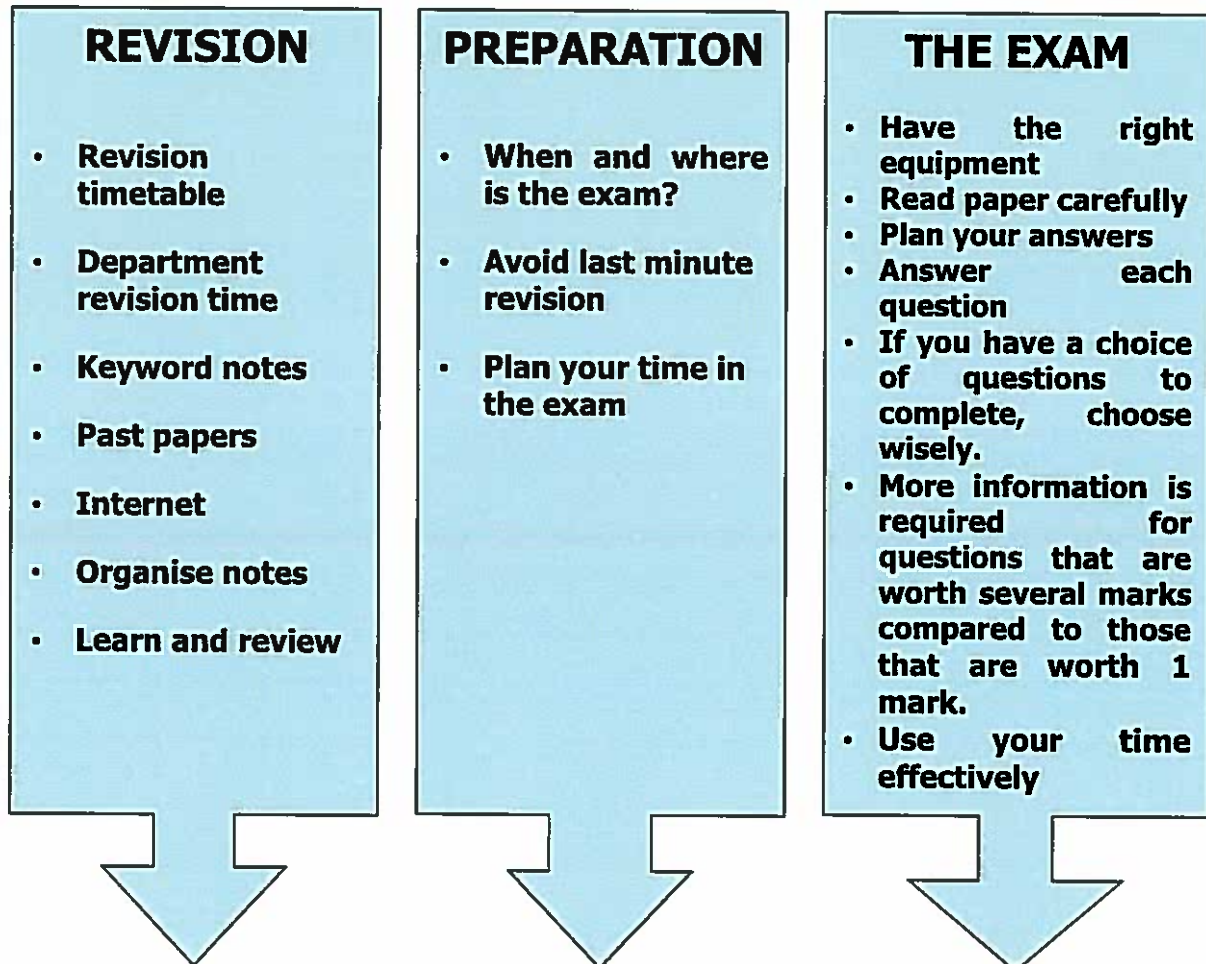 REVISION
• Revision
timetable
• Department
revision time
• Keyword notes
• Past papers
• Internet
• Organise notes
• Learn and review
PREPARATION
• When and where
is the exam?
• Avoid last minute
revision
• Plan your time in
the exam
THE EXAM
• Have the right
equipment
• Read paper carefully
• Plan your answers
• Answer each
question
• If you have a choice
of questions to
complete, choose
wisely.
• More information is
required for
questions that are
worth several marks
compared to those
that are worth 1
mark.
• Use your time
effectively